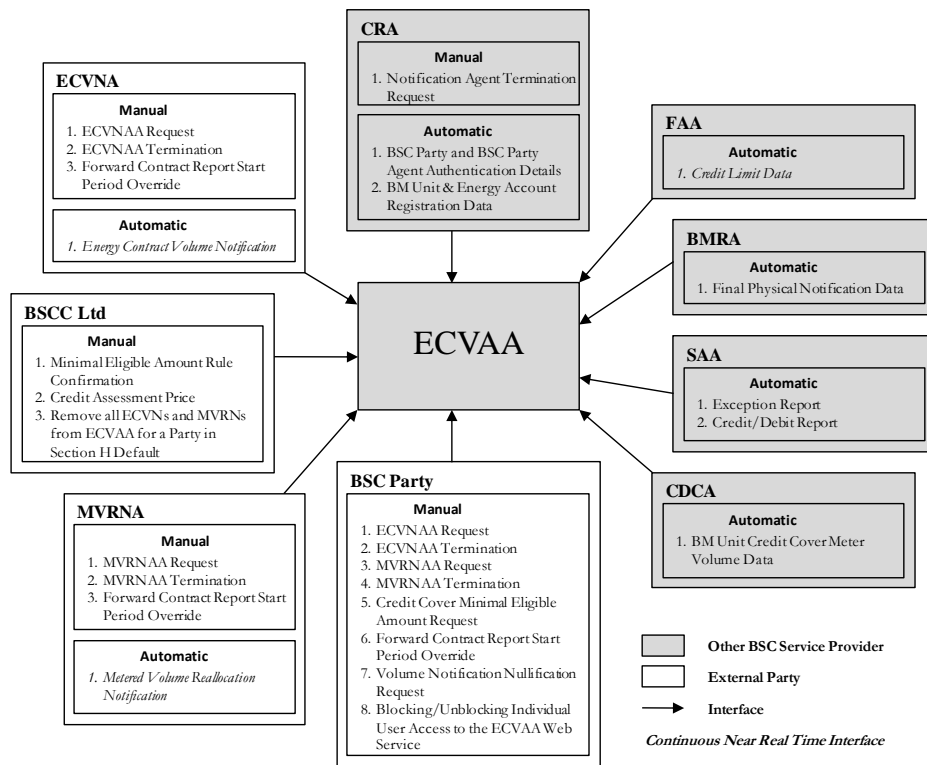 CRA
Manual
1. Notification Agent Termination
Request
Automatic
1. BSC Party and BSC Party
Agent Authentication Details
2. BM Unit & Energy Account
Registration Data
ECVNA
Manual
1. ECVNAA Request
2. ECVNAA Termination
3. Forward Contract Report Start
Period Override
Automatic
1. Energy Contract Volume Notification
FAA
Automatic
1. Credit Limit Data
BMRA
Automatic
1. Final Physical Notification Data
BSCC Ltd
Manual
1. Minimal Eligible Amount Rule
Confirmation
2. Credit Assessment Price
3. Remove all ECVNs and MVRNs
from ECVAA for a Party in
Section H Default
ECVAA
SAA
Automatic
1. Exception Report
2. Credit/Debit Report
MVRNA
Manual
1. MVRNAA Request
2. MVRNAA Termination
3. Forward Contract Report Start
Period Override
Automatic
1. Metered Volume Reallocation
Notification
BSC Party
Manual
1. ECVNAA Request
2. ECVNAA Termination
3. MVRNAA Request
4. MVRNAA Termination
5. Credit Cover Minimal Eligible
Amount Request
6. Forward Contract Report Start
Period Override
7. Volume Notification Nullification
Request
8. Blocking/Unblocking Individual
User Access to the ECVAA Web
Service
CDCA
Automatic
1. BM Unit Credit Cover Meter
Volume Data
Other BSC Service Provider
External Party
Interface
Continuous Near Real Time Interface